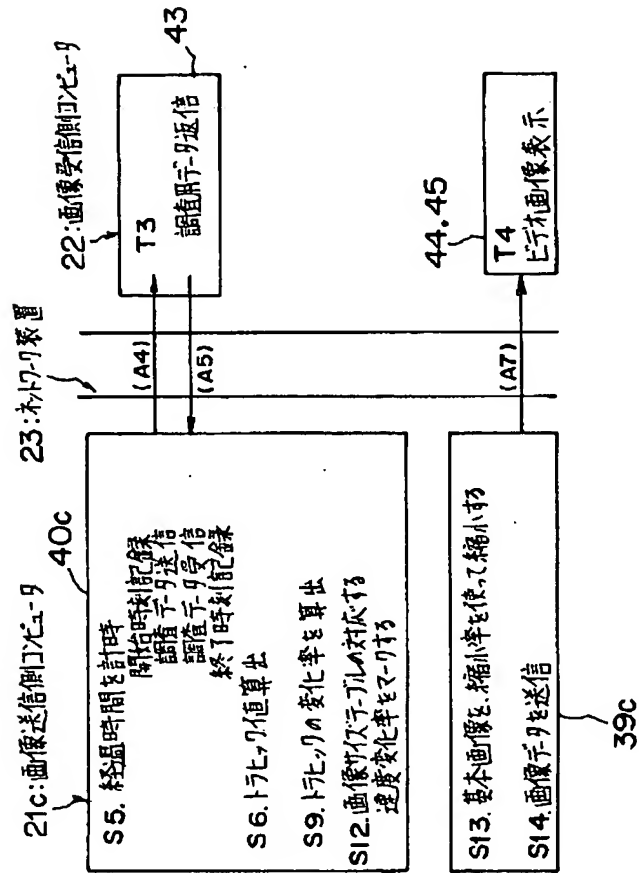 21c:画像送信側コンピュータ
23:ネットワーク装置
22:画像受信側コンピュータ
40c
S5. 経過時間を計時
開始時刻記録
調査データ送信
調査データ受信
終了時刻記録
S6.トラヒック値算出
S9.トラヒックの変化率を算出
S12.画像サイズテーブルの対応する
速度変化率をマークする
(A4)
(A5)
T3
調査用データ返信
43
S13. 基本画像を、縮小率を使って縮小する
S14. 画像データを送信
39c
(A7)
44.45
T4
ビデオ画像表示